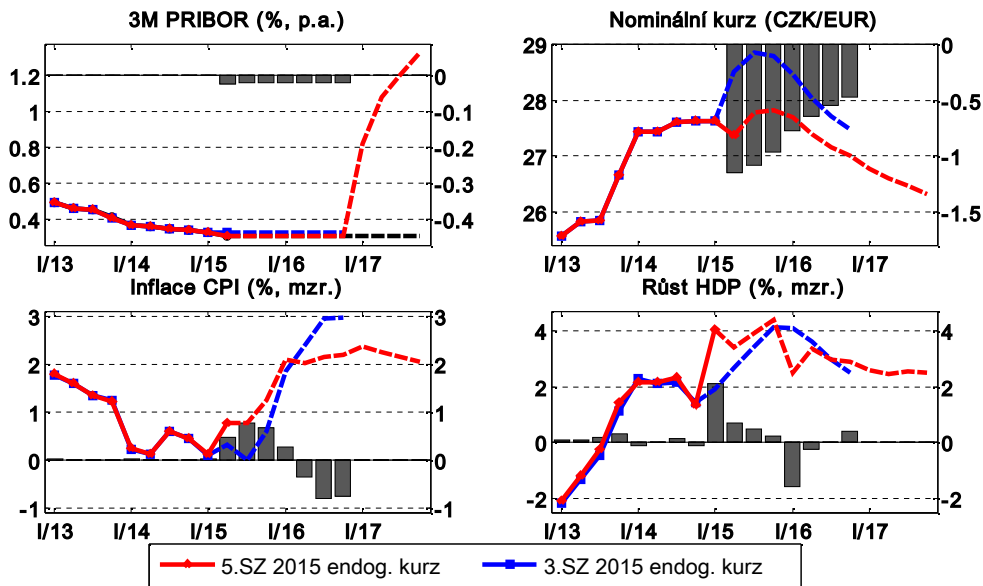 3M PRIBOR (%, p.a.)
1.2
1
0.8
0.6
0.4
0
-0.1
-0.2
-0.3
-0.4
I/13
I/14
I/15
I/16
I/17
Nominální kurz (CZK/EUR)
29
28
27
26
0
-0.5
-1
-1.5
I/13
I/14
I/15
I/16
I/17
Inflace CPI (%, mzr.)
3
2
1
0
-1
3
2
1
0
-1
I/13
I/14
I/15
I/16
I/17
Růst HDP (%, mzr.)
4
2
0
-2
4
2
0
-2
I/13
I/14
I/15
I/16
I/17
5.SZ 2015 endog. kurz
3.SZ 2015 endog. kurz